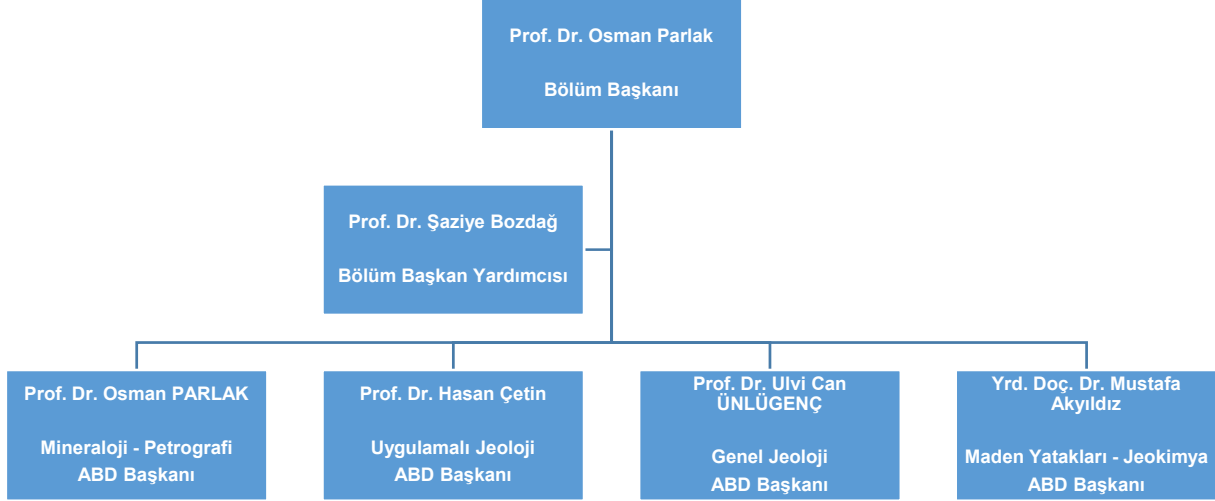 Prof. Dr. Osman Parlak
Bölüm Başkanı
Prof. Dr. Şaziye Bozdağ
Bölüm Başkan Yardımcısı
Prof. Dr. Osman PARLAK
Mineraloji - Petrografi
ABD Başkanı
Prof. Dr. Hasan Çetin
Uygulamalı Jeoloji
ABD Başkanı
Prof. Dr. Ulvi Can
ÜNLÜGENÇ
Genel Jeoloji
ABD Başkanı
Yrd. Doç. Dr. Mustafa
Akyıldız
Maden Yatakları - Jeokimya
ABD Başkanı